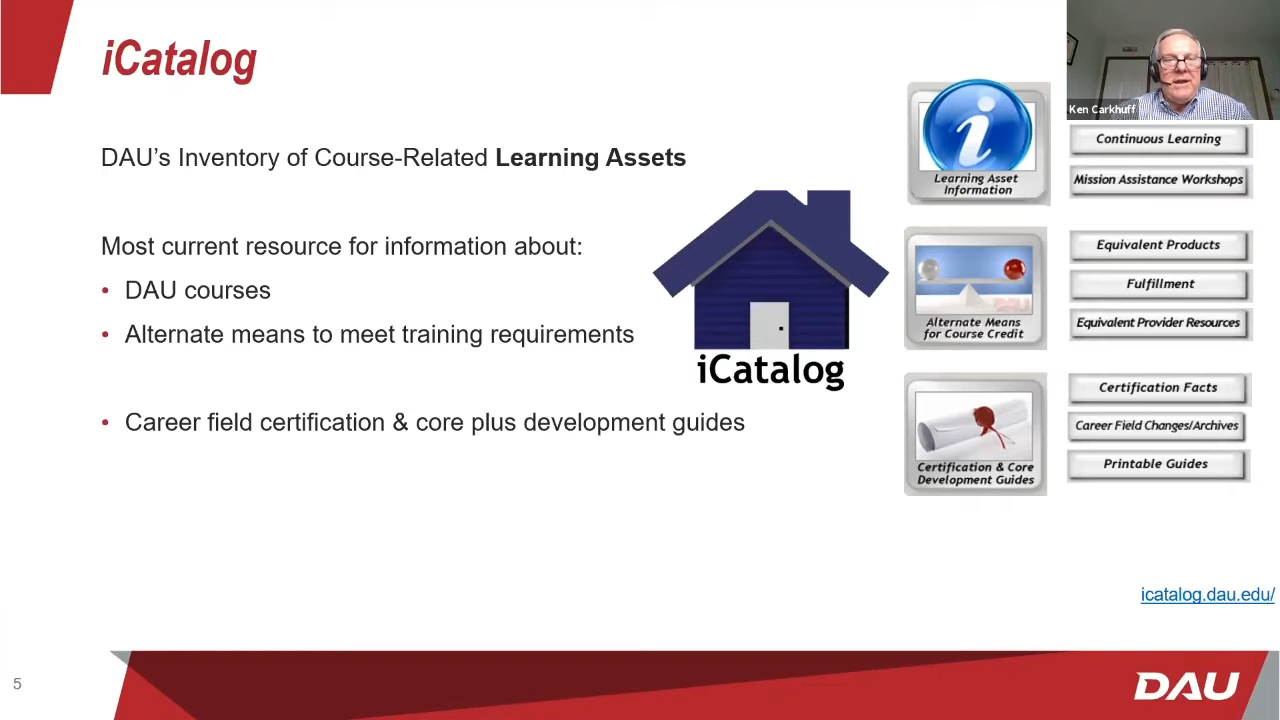 iCatalog
DAU's Inventory of Course-Related Learning Assets
Most current resource for information about:
• DAU courses
• Alternate means to meet training requirements
• Career field certification & core plus development guides
iCatalog
i
Learning Asset
Information
DAU
Alternate Means
for Course Credit
Certification & Core
Development Guides
Ken Carkhuff
Continuous Learning
Mission Assistance Workshops
Equivalent Products
Fulfillment
Equivalent Provider Resources
Certification Facts
Career Field Changes/Archives
Printable Guides
icatalog.dau.edu/
5
DAU